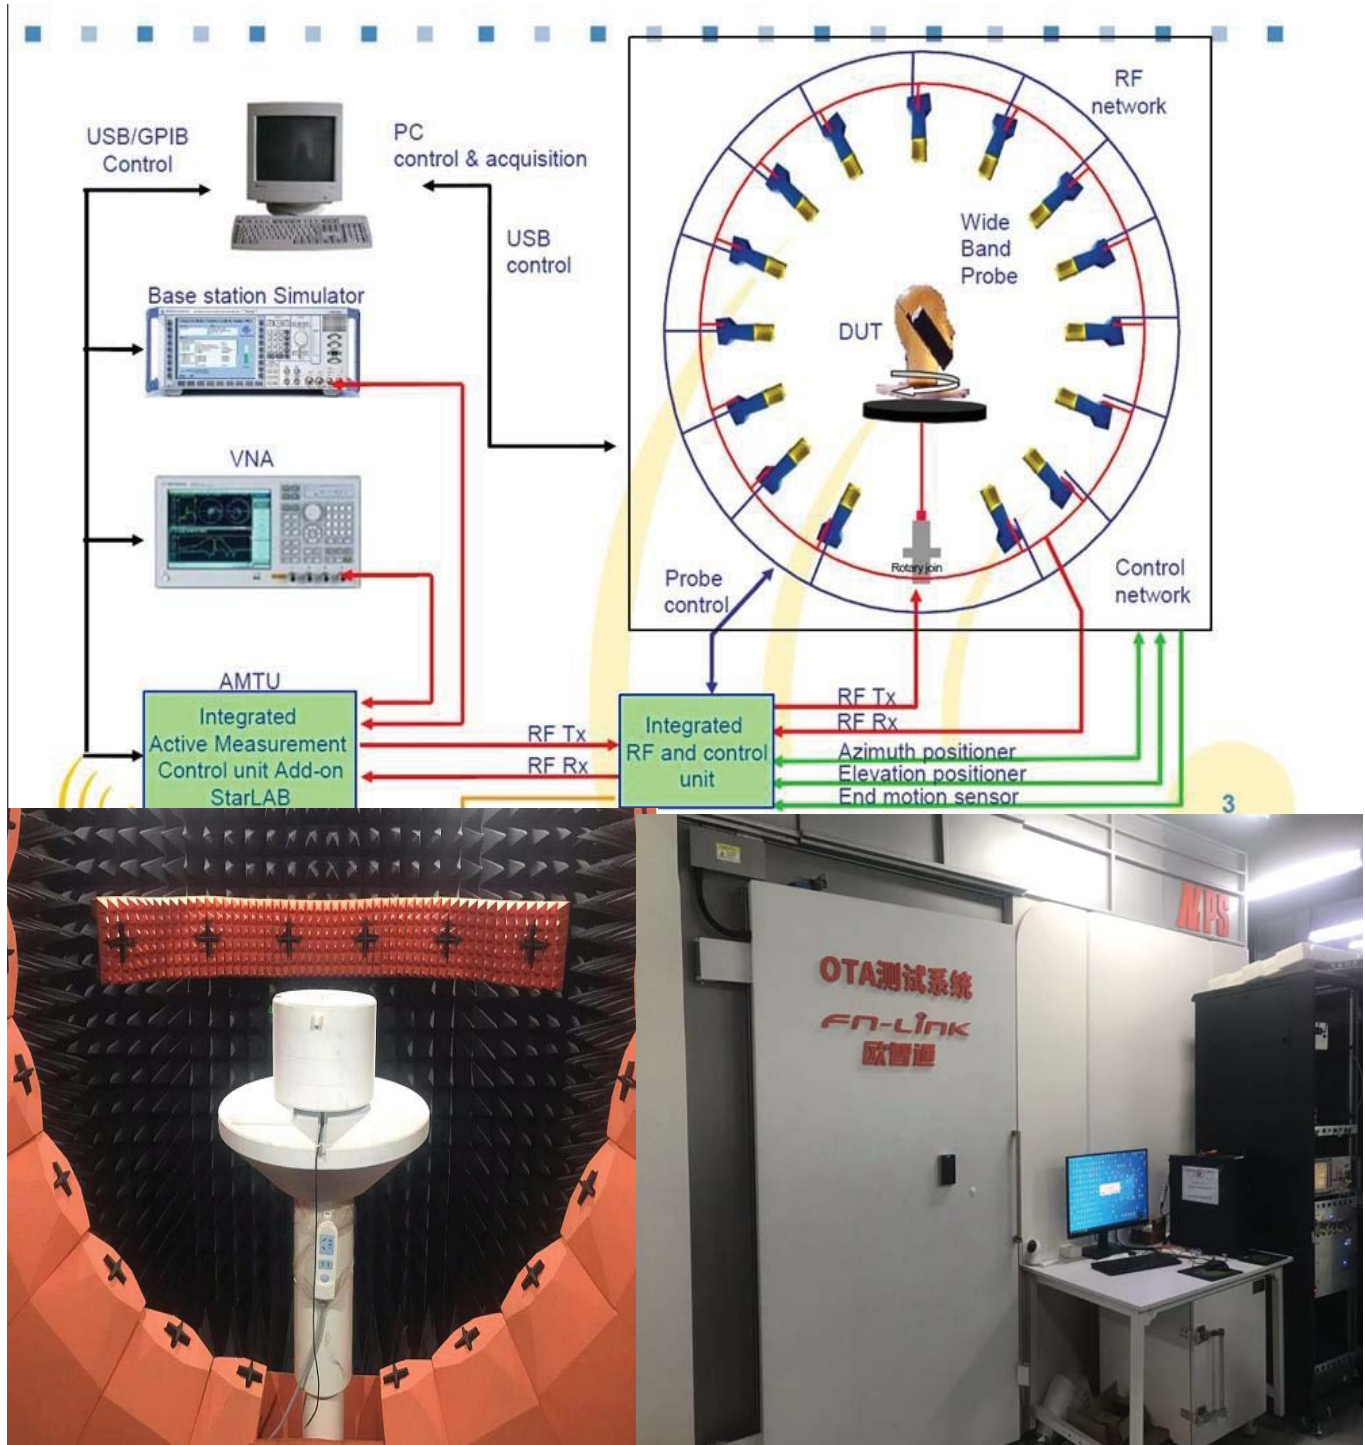 USB/GPIB
Control
PC
control & acquisition
USB
control
Base station Simulator
VNA
AMTU
Integrated
Active Measurement
Control unit Add-on
StarLAB
RF
network
Wide
Band
Probe
DUT
Rotary join
Probe
control
Control
network
Integrated
RF and control
unit
RF Tx
RF Rx
RF Tx
RF Rx
Azimuth positioner
Elevation positioner
End motion sensor
3
OTA测试系统
FN-LINK
欧智通
MPS